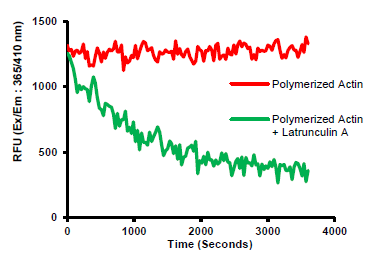 1500
1000
500
0
RFU (Ex/Em : 365/410 nm)
Polymerized Actin
Polymerized Actin
+ Latrunculin A
0 1000 2000 3000 4000
Time (Seconds)